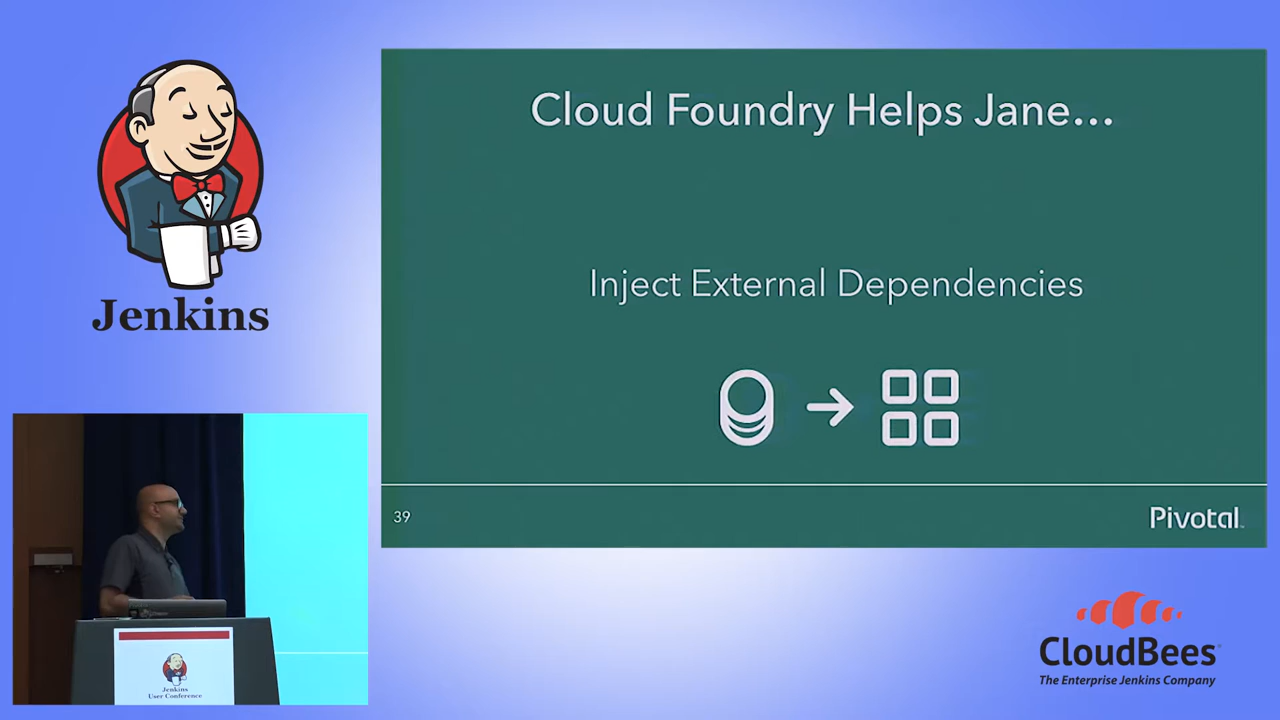 Jenkins
Cloud Foundry Helps Jane...
Inject External Dependencies
39
Pivotal
Jenkins
User Conference
CloudBees®
The Enterprise Jenkins Company